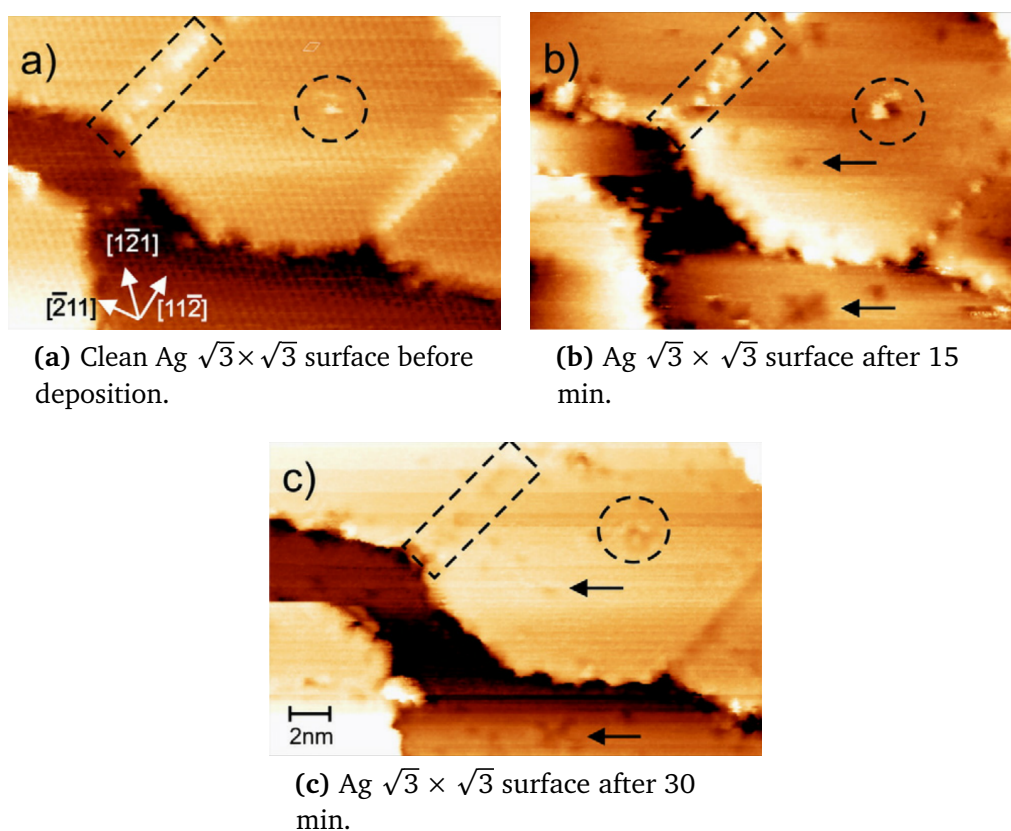 a)
[12̅1]
[2̅11]
[112̅]
(a) Clean Ag √3×√3 surface before
deposition.
b)
(b) Ag √3 × √3 surface after 15
min.
c)
2nm
(c) Ag √3 × √3 surface after 30
min.